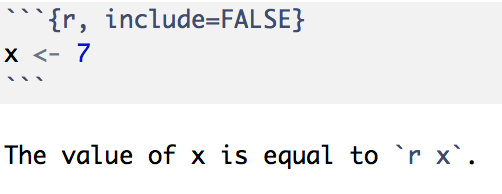 ```{r, include=FALSE}
x <- 7
```
The value of x is equal to `r x`.